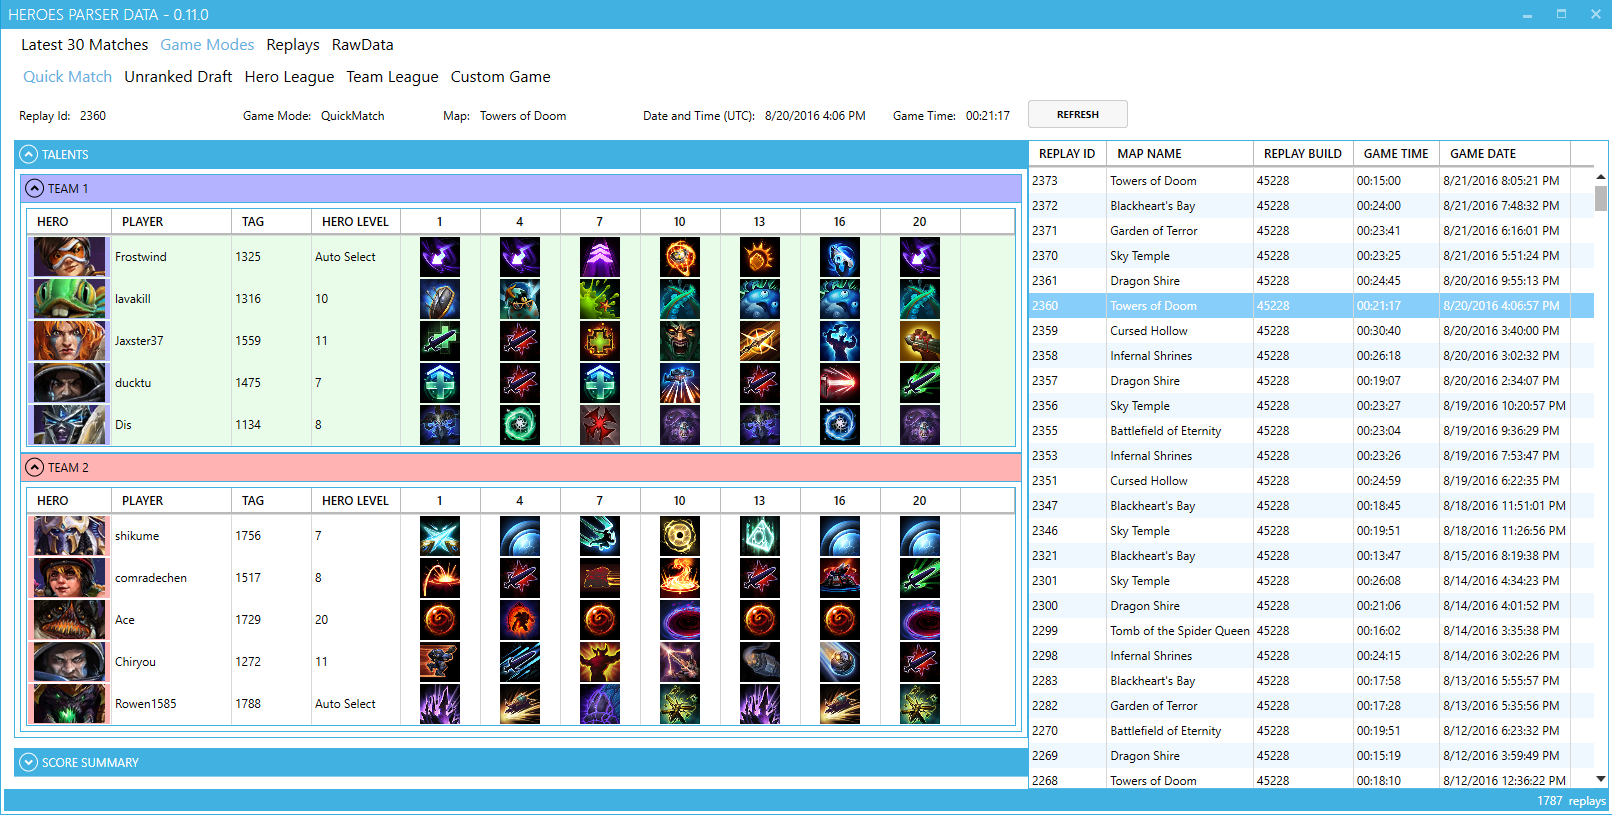 HEROES PARSER DATA - 0.11.0
Latest 30 Matches Game Modes Replays RawData
Quick Match Unranked Draft Hero League Team League Custom Game
Replay Id: 2360 Game Mode: QuickMatch Map: Towers of Doom Date and Time (UTC): 8/20/2016 4:06 PM Game Time: 00:21:17 REFRESH
TALENTS
TEAM 1
HERO PLAYER TAG HERO LEVEL 1 4 7 10 13 16 20
Frostwind 1325 Auto Select
lavakill 1316 10
Jaxster37 1559 11
ducktu 1475 7
Dis 1134 8
TEAM 2
HERO PLAYER TAG HERO LEVEL 1 4 7 10 13 16 20
shikume 1756 7
comradechen 1517 8
Ace 1729 20
Chiryou 1272 11
Rowen1585 1788 Auto Select
SCORE SUMMARY
REPLAY ID MAP NAME REPLAY BUILD GAME TIME GAME DATE
2373 Towers of Doom 45228 00:15:00 8/21/2016 8:05:21 PM
2372 Blackheart's Bay 45228 00:24:00 8/21/2016 7:48:32 PM
2371 Garden of Terror 45228 00:23:41 8/21/2016 6:16:01 PM
2370 Sky Temple 45228 00:23:25 8/21/2016 5:51:24 PM
2361 Dragon Shire 45228 00:24:45 8/20/2016 9:55:13 PM
2360 Towers of Doom 45228 00:21:17 8/20/2016 4:06:57 PM
2359 Cursed Hollow 45228 00:30:40 8/20/2016 3:40:00 PM
2358 Infernal Shrines 45228 00:26:18 8/20/2016 3:02:32 PM
2357 Dragon Shire 45228 00:19:07 8/20/2016 2:34:07 PM
2356 Sky Temple 45228 00:23:27 8/19/2016 10:20:57 PM
2355 Battlefield of Eternity 45228 00:23:04 8/19/2016 9:36:29 PM
2353 Infernal Shrines 45228 00:23:26 8/19/2016 7:53:47 PM
2351 Cursed Hollow 45228 00:24:59 8/19/2016 6:22:35 PM
2347 Blackheart's Bay 45228 00:18:45 8/18/2016 11:51:01 PM
2346 Sky Temple 45228 00:19:51 8/18/2016 11:26:56 PM
2321 Blackheart's Bay 45228 00:13:47 8/15/2016 8:19:38 PM
2301 Sky Temple 45228 00:26:08 8/14/2016 4:34:23 PM
2300 Dragon Shire 45228 00:21:06 8/14/2016 4:01:52 PM
2299 Tomb of the Spider Queen 45228 00:16:02 8/14/2016 3:35:38 PM
2298 Infernal Shrines 45228 00:24:15 8/14/2016 3:02:26 PM
2283 Blackheart's Bay 45228 00:17:58 8/13/2016 5:55:57 PM
2282 Garden of Terror 45228 00:17:28 8/13/2016 5:35:56 PM
2270 Battlefield of Eternity 45228 00:19:51 8/12/2016 6:23:32 PM
2269 Dragon Shire 45228 00:15:19 8/12/2016 3:59:49 PM
2268 Towers of Doom 45228 00:18:10 8/12/2016 12:36:22 PM
1787 replays